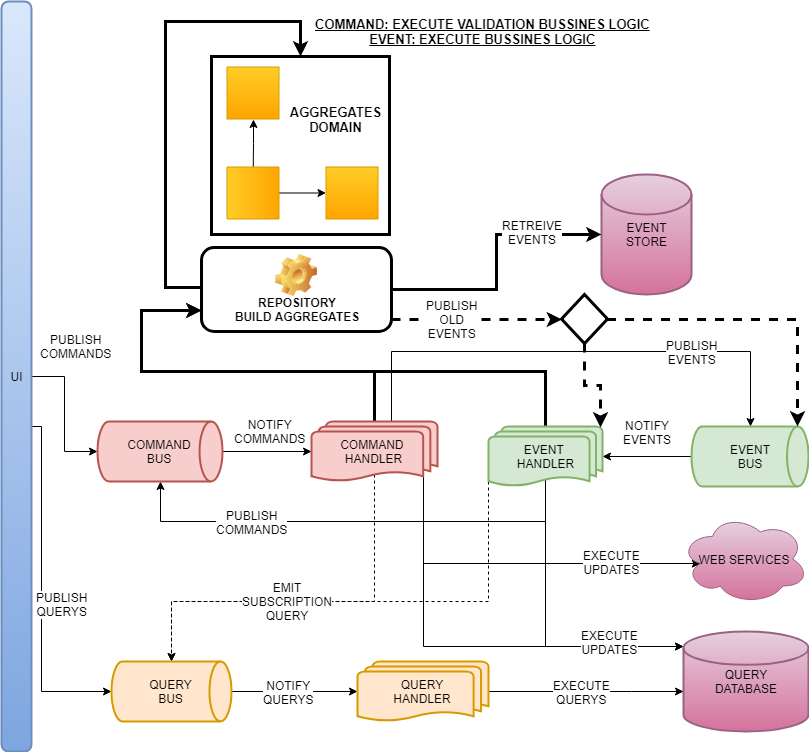 COMMAND: EXECUTE VALIDATION BUSSINES LOGIC
EVENT: EXECUTE BUSSINES LOGIC
AGGREGATES
DOMAIN
RETREIVE
EVENTS
EVENT
STORE
REPOSITORY
BUILD AGGREGATES
PUBLISH
OLD
EVENTS
PUBLISH
COMMANDS
PUBLISH
EVENTS
UI
COMMAND
BUS
NOTIFY
COMMANDS
COMMAND
HANDLER
EVENT
HANDLER
NOTIFY
EVENTS
EVENT
BUS
PUBLISH
COMMANDS
EXECUTE
UPDATES
WEB SERVICES
PUBLISH
QUERYS
EMIT
SUBSCRIPTION
QUERY
EXECUTE
UPDATES
QUERY
BUS
NOTIFY
QUERYS
QUERY
HANDLER
EXECUTE
QUERYS
QUERY
DATABASE